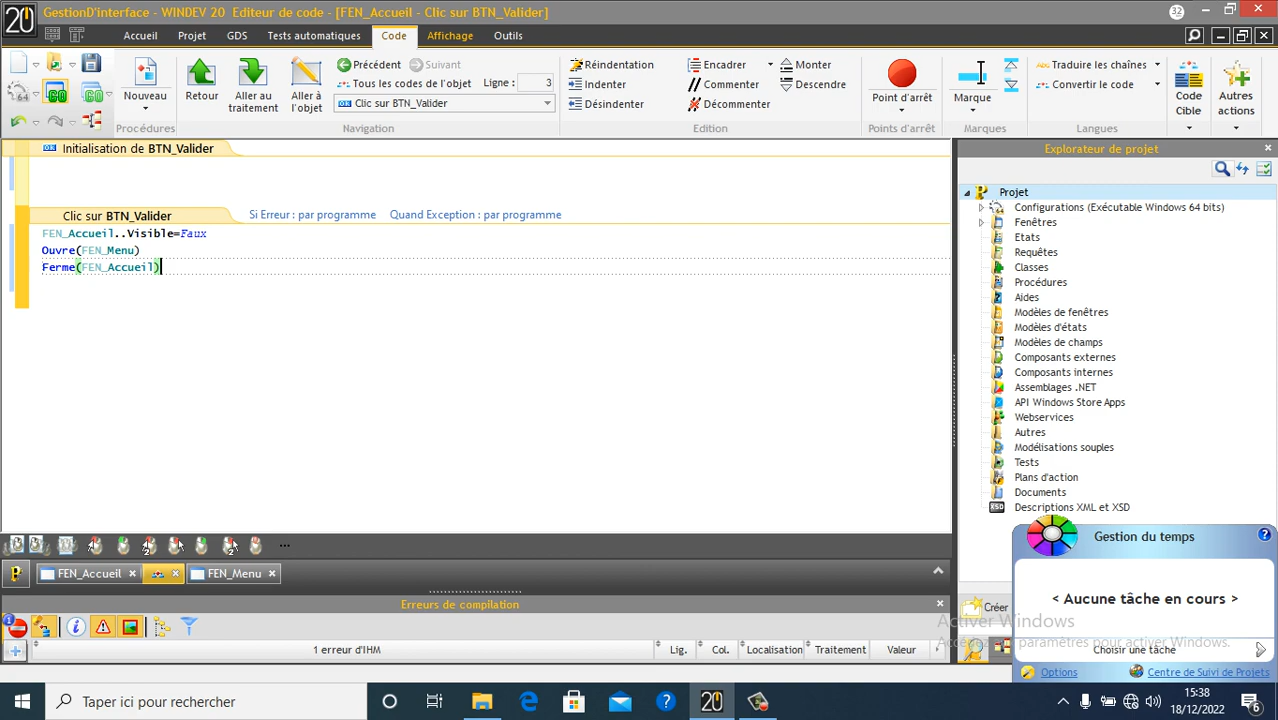 20 GestionD'interface - WINDEV 20 Editeur de code - [FEN_Accueil - Clic sur BTN_Valider] 32
Accueil Projet GDS Tests automatiques Code Affichage Outils
Nouveau
Procédures
Retour
Aller au traitement
Aller à l'objet
Précédent Suivant
Tous les codes de l'objet Ligne : 3
Clic sur BTN_Valider
Navigation
Réindentation Encadrer Monter
Indenter Commenter Descendre
Désindenter Décommenter
Edition
Point d'arrêt
Points d'arrêt
Marque
Marques
Traduire les chaînes
Convertir le code
Langues
Code Cible
Autres actions
Initialisation de BTN_Valider
Clic sur BTN_Valider Si Erreur : par programme Quand Exception : par programme
FEN_Accueil..Visible=Faux
Ouvre(FEN_Menu)
Ferme(FEN_Accueil)
Explorateur de projet
Projet
Configurations (Exécutable Windows 64 bits)
Fenêtres
Etats
Requêtes
Classes
Procédures
Aides
Modèles de fenêtres
Modèles d'états
Modèles de champs
Composants externes
Composants internes
Assemblages .NET
API Windows Store Apps
Webservices
Autres
Modélisations souples
Tests
Plans d'action
Documents
XSD Descriptions XML et XSD
Gestion du temps
< Aucune tâche en cours >
Choisir une tâche
Options Centre de Suivi de Projets
Créer
Activer Windows
paramètres pour activer Windows.
FEN_Accueil FEN_Menu
Erreurs de compilation
1 erreur d'IHM Lig. Col. Localisation Traitement Valeur
Taper ici pour rechercher
20
15:38
18/12/2022
6